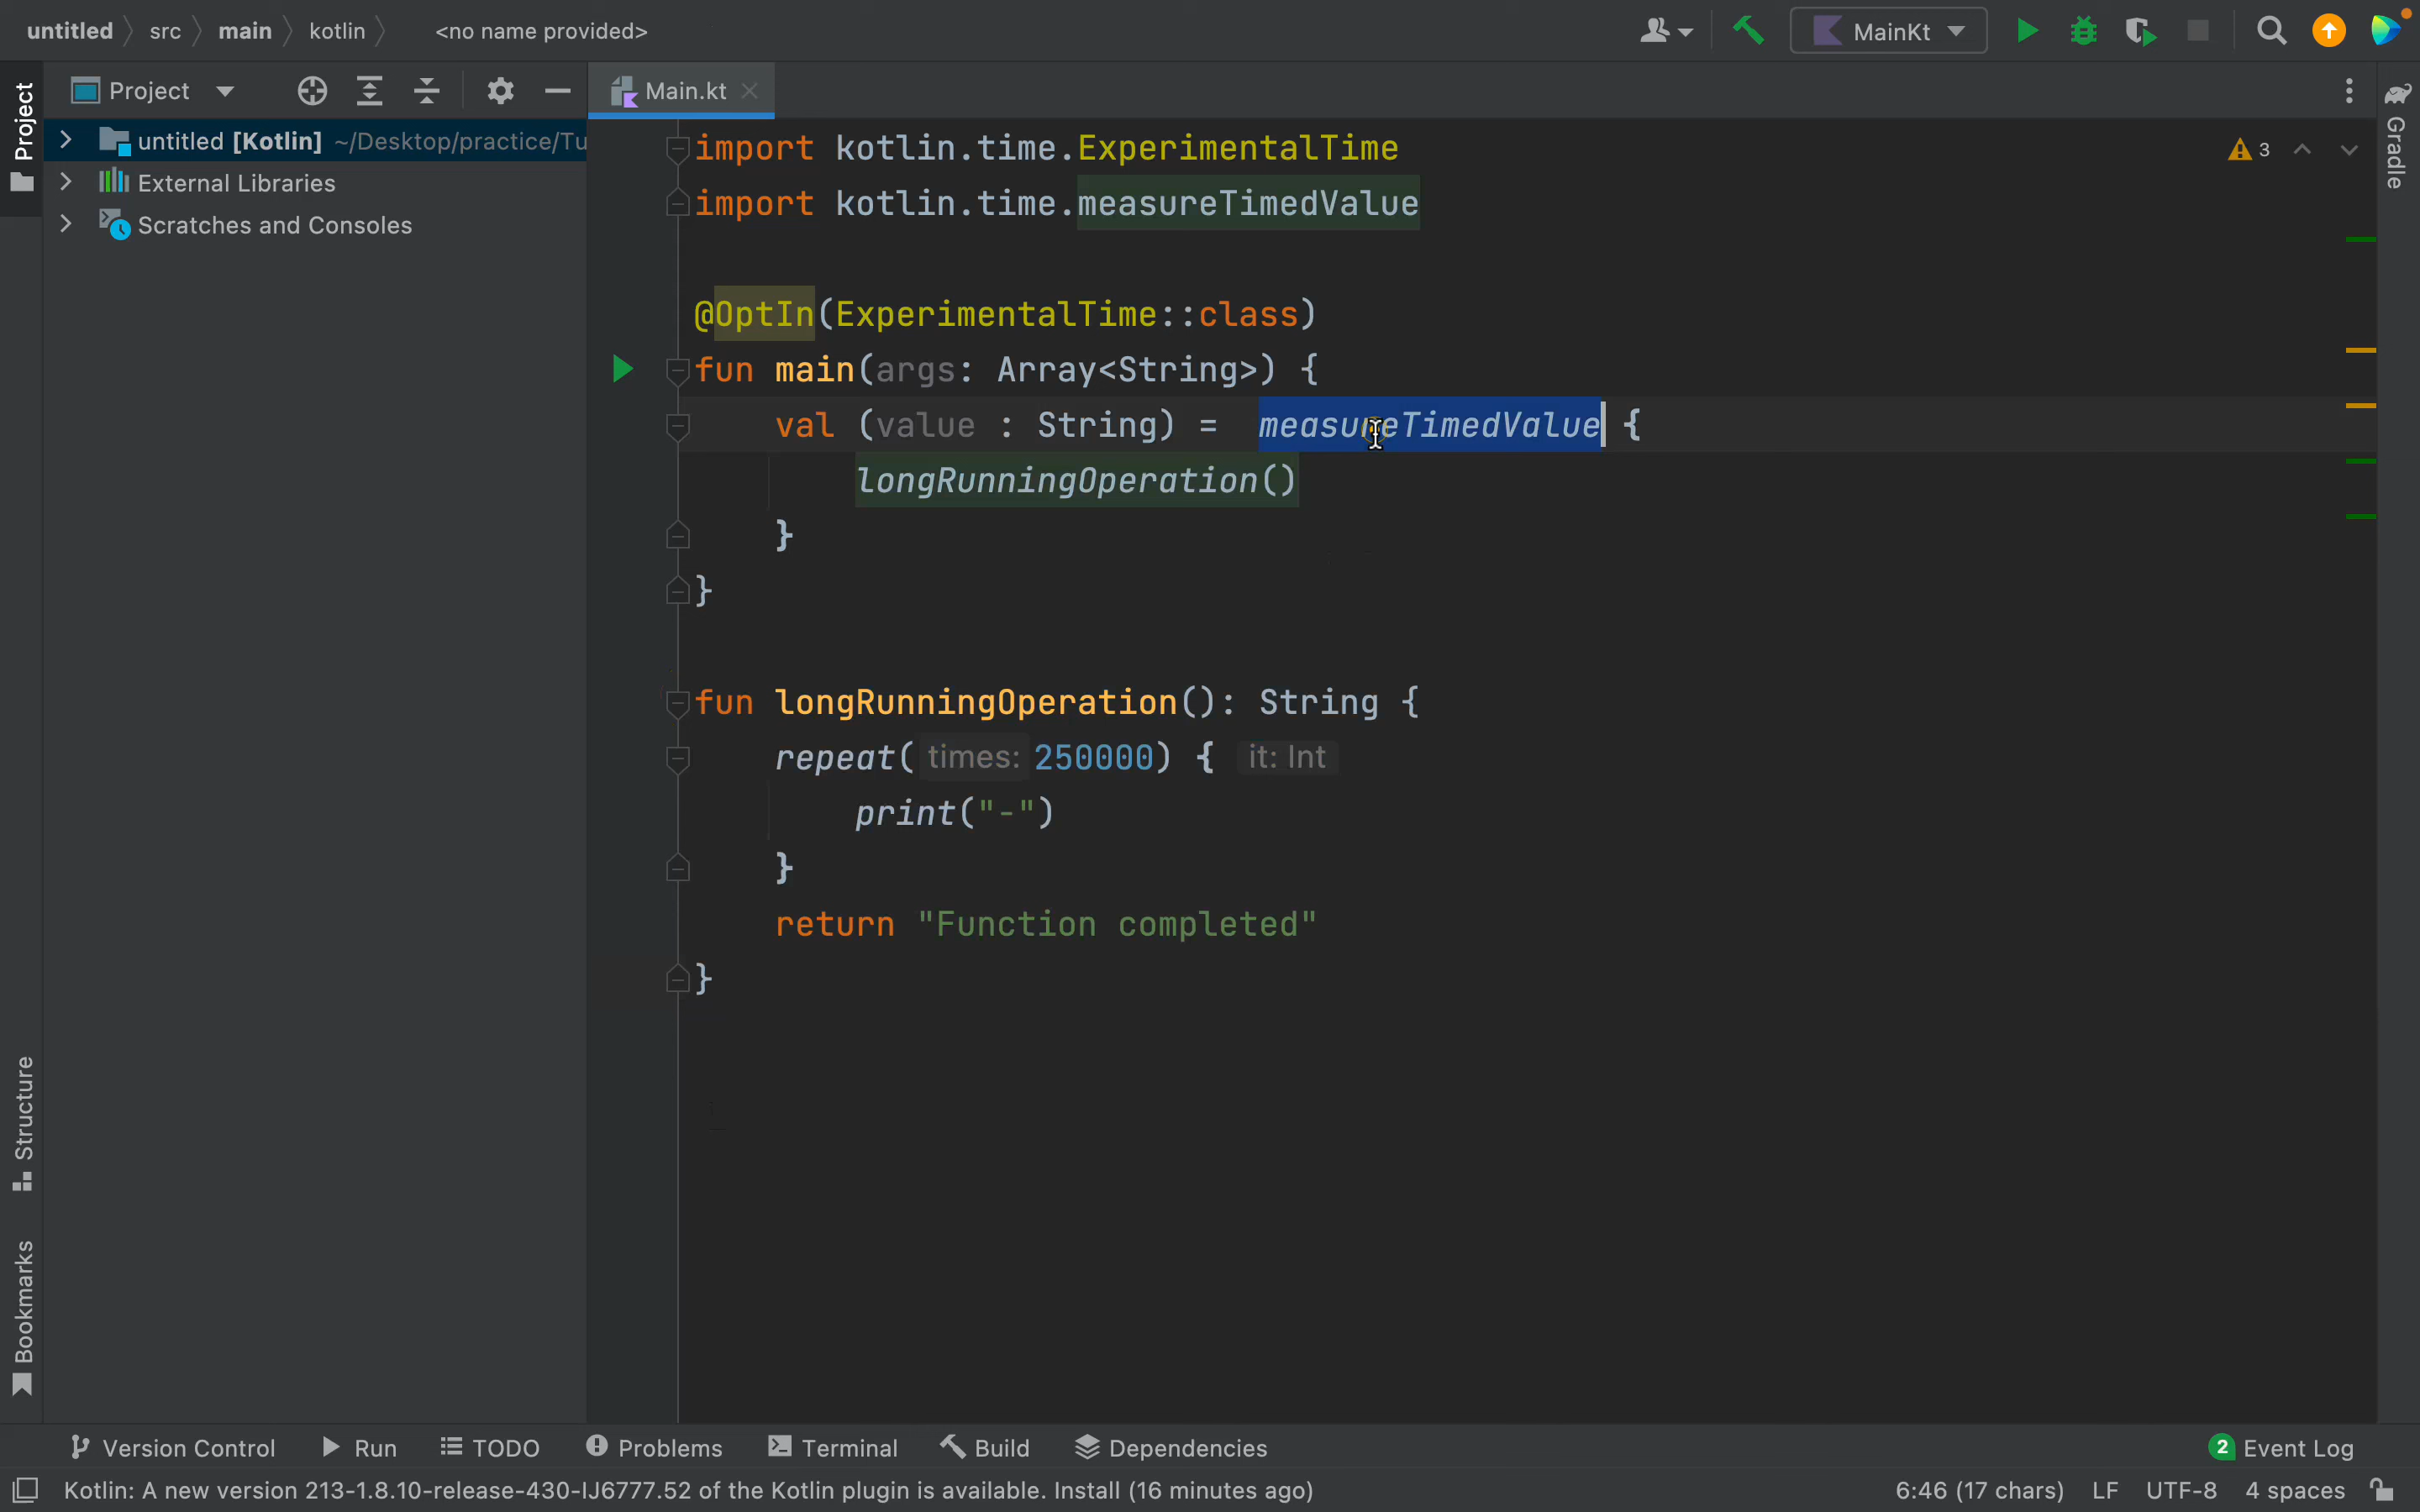 untitled src main kotlin <no name provided> MainKt
Project Main.kt
untitled [Kotlin] ~/Desktop/practice/Tu
External Libraries
Scratches and Consoles
Project
Structure
Bookmarks
import kotlin.time.ExperimentalTime
import kotlin.time.measureTimedValue
@OptIn(ExperimentalTime::class)
fun main(args: Array<String>) {
val (value : String) = measureTimedValue {
longRunningOperation()
}
}
fun longRunningOperation(): String {
repeat( times: 250000) { it: Int
print("-")
}
return "Function completed"
}
3
Gradle
Version Control Run TODO Problems Terminal Build Dependencies 2 Event Log
Kotlin: A new version 213-1.8.10-release-430-IJ6777.52 of the Kotlin plugin is available. Install (16 minutes ago) 6:46 (17 chars) LF UTF-8 4 spaces